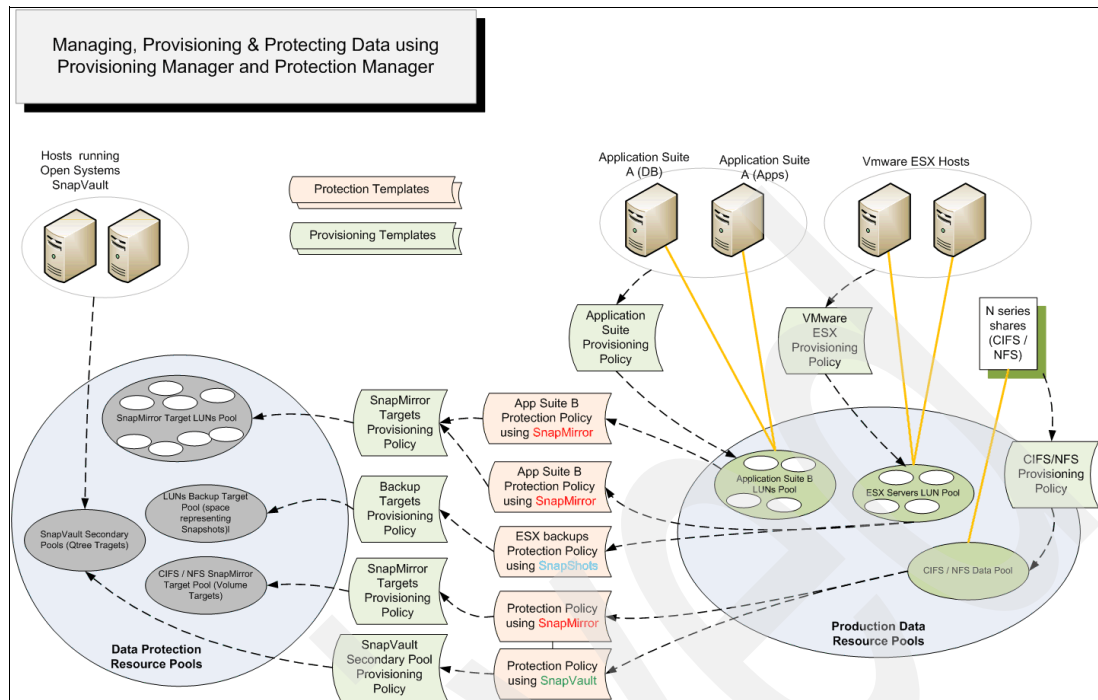 Managing, Provisioning & Protecting Data using
Provisioning Manager and Protection Manager
Hosts running
Open Systems
SnapVault
Protection Templates
Provisioning Templates
Application Suite
A (DB)
Application Suite
A (Apps)
Vmware ESX Hosts
Application
Suite
Provisioning
Policy
VMware
ESX
Provisioning
Policy
N series
shares
(CIFS /
NFS)
SnapMirror Target LUNs Pool
SnapMirror
Targets
Provisioning
Policy
App Suite B
Protection Policy
using SnapMirror
Application Suite B
LUNs Pool
ESX Servers LUN Pool
CIFS/NFS
Provisioning
Policy
LUNs Backup Target
Pool (space
representing
Snapshots)l
Backup
Targets
Provisioning
Policy
App Suite B
Protection Policy
using SnapMirror
SnapVault Secondary
Pools (Qtree Tragets)
ESX backups
Protection Policy
using SnapShots
CIFS / NFS SnapMirror
Target Pool (Volume
Targets)
SnapMirror
Targets
Provisioning
Policy
Protection Policy
using SnapMirror
CIFS / NFS Data Pool
Data Protection
Resource Pools
SnapVault
Secondary Pool
Provisioning
Policy
Protection Policy
using SnapVault
Production Data
Resource Pools